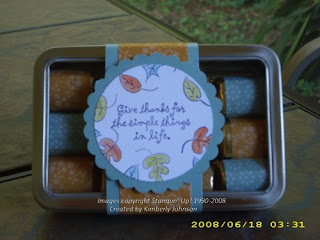 Give thanks for
the simple things
in life.
Images copyright Stampin' Up! 1990-2008
Created by Kimberly Johnson
2008/06/18 03:31